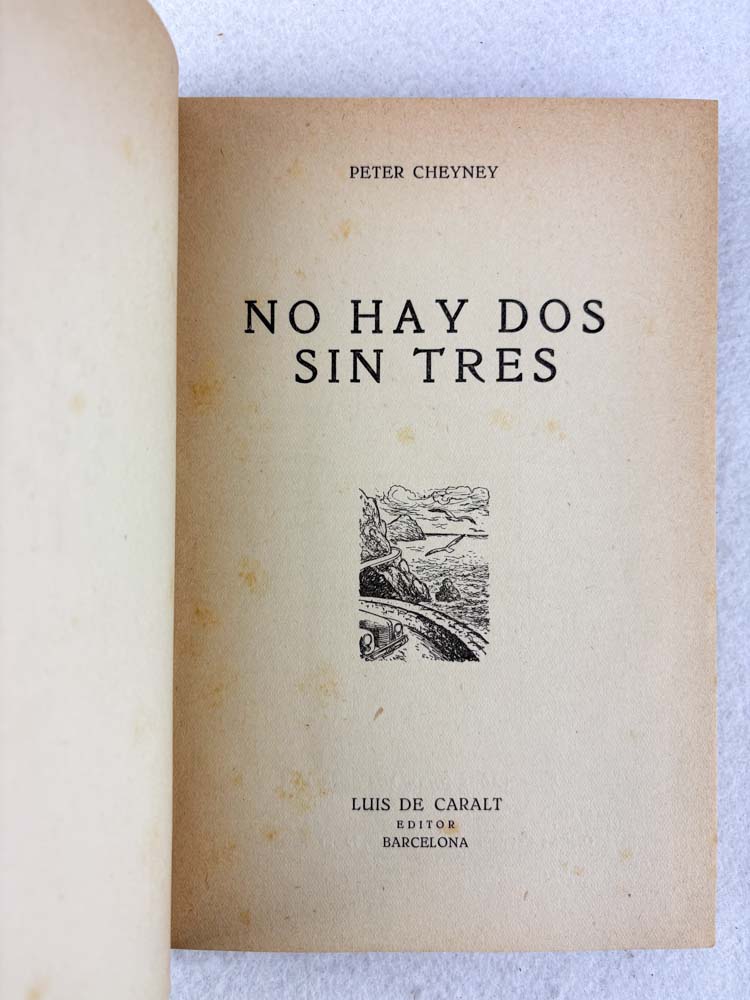 PETER CHEYNEY
NO HAY DOS
SIN TRES
LUIS DE CARALT
EDITOR
BARCELONA